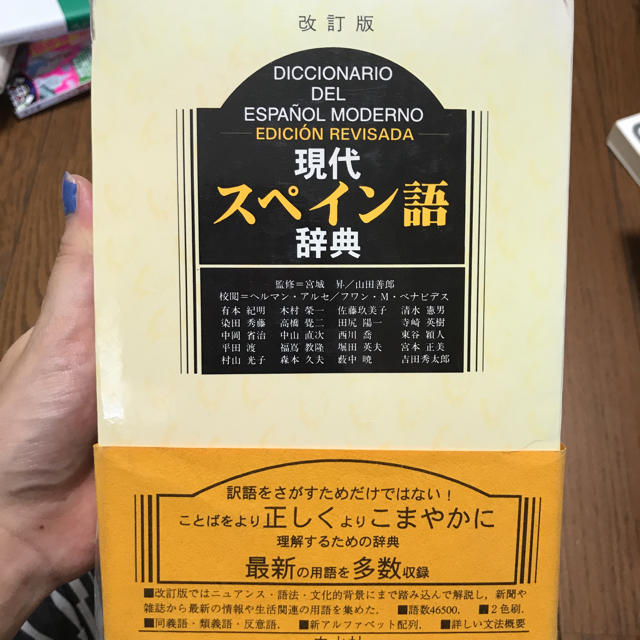 改訂版
DICCIONARIO
DEL
ESPAÑOL MODERNO
EDICIÓN REVISADA
現代
スペイン語
辞典
監修=宮城 昇/山田善郎
校閲=ヘルマン・アルセ/フワン・M・ベナビデス
有本 紀明 木村 榮一 佐藤玖美子 清水 憲男
染田 秀藤 高橋 覺二 田尻 陽一 寺崎 英樹
中岡 省治 中山 直次 西川 喬 東谷 穎人
平田 渡 福嶌 教隆 堀田 英夫 宮本 正美
村山 光子 森本 久夫 藪中 暁 吉田秀太郎
訳語をさがすためだけではない!
ことばをより正しくよりこまやかに
理解するための辞典
最新の用語を多数収録
■改訂版ではニュアンス・語法・文化的背景にまで踏み込んで解説し,新聞や
雑誌から最新の情報や生活関連の用語を集めた. ■語数46500. ■2色刷.
■同義語・類義語・反意語. ■新アルファベット配列. ■詳しい文法概要